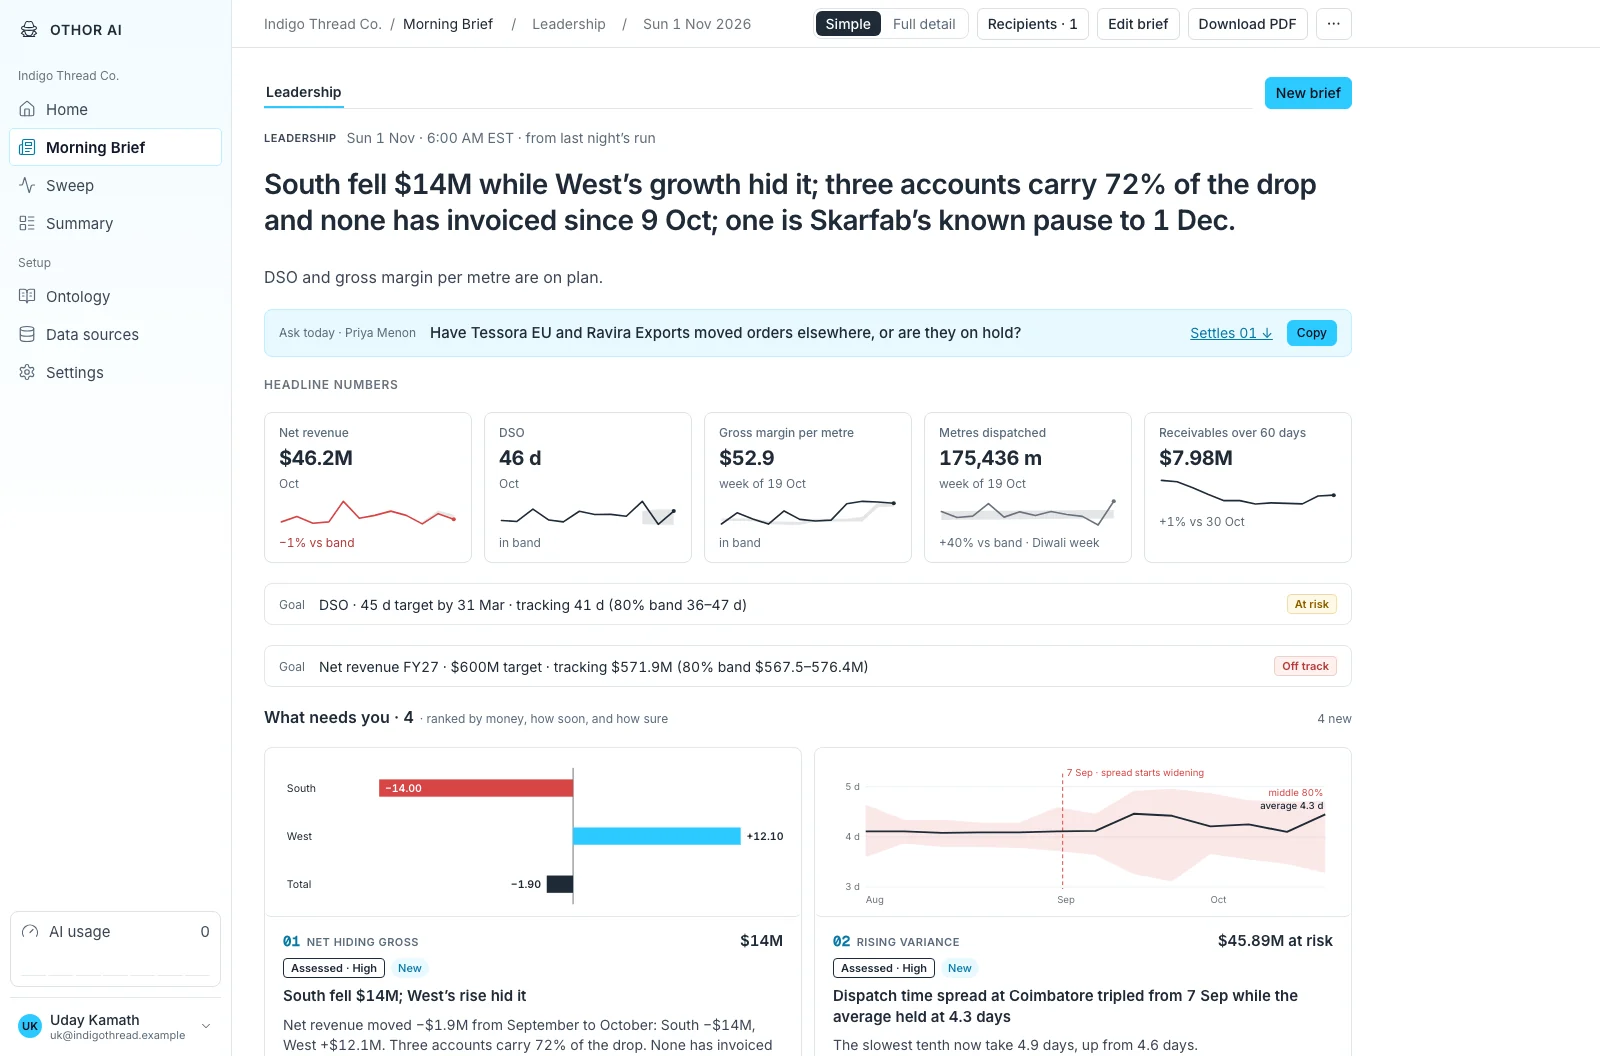 OTHOR AI
Indigo Thread Co.
Home
Morning Brief
Sweep
Summary
Setup
Ontology
Data sources
Settings
AI usage 0
UK Uday Kamath
uk@indigothread.example
Indigo Thread Co. / Morning Brief / Leadership / Sun 1 Nov 2026
Simple Full detail Recipients · 1 Edit brief Download PDF ···
Leadership
New brief
LEADERSHIP Sun 1 Nov · 6:00 AM EST · from last night’s run
South fell $14M while West’s growth hid it; three accounts carry 72% of the drop
and none has invoiced since 9 Oct; one is Skarfab’s known pause to 1 Dec.
DSO and gross margin per metre are on plan.
Ask today · Priya Menon Have Tessora EU and Ravira Exports moved orders elsewhere, or are they on hold? Settles 01 ↓ Copy
HEADLINE NUMBERS
Net revenue
$46.2M
Oct
−1% vs band
DSO
46 d
Oct
in band
Gross margin per metre
$52.9
week of 19 Oct
in band
Metres dispatched
175,436 m
week of 19 Oct
+40% vs band · Diwali week
Receivables over 60 days
$7.98M
+1% vs 30 Oct
Goal DSO · 45 d target by 31 Mar · tracking 41 d (80% band 36–47 d) At risk
Goal Net revenue FY27 · $600M target · tracking $571.9M (80% band $567.5–576.4M) Off track
What needs you · 4 · ranked by money, how soon, and how sure 4 new
South −14.00
West +12.10
Total −1.90
01 NET HIDING GROSS $14M
Assessed · High New
South fell $14M; West’s rise hid it
Net revenue moved −$1.9M from September to October: South −$14M,
West +$12.1M. Three accounts carry 72% of the drop. None has invoiced
7 Sep · spread starts widening
5 d
middle 80%
average 4.3 d
4 d
3 d
Aug Sep Oct
02 RISING VARIANCE $45.89M at risk
Assessed · High New
Dispatch time spread at Coimbatore tripled from 7 Sep while the
average held at 4.3 days
The slowest tenth now take 4.9 days, up from 4.6 days.